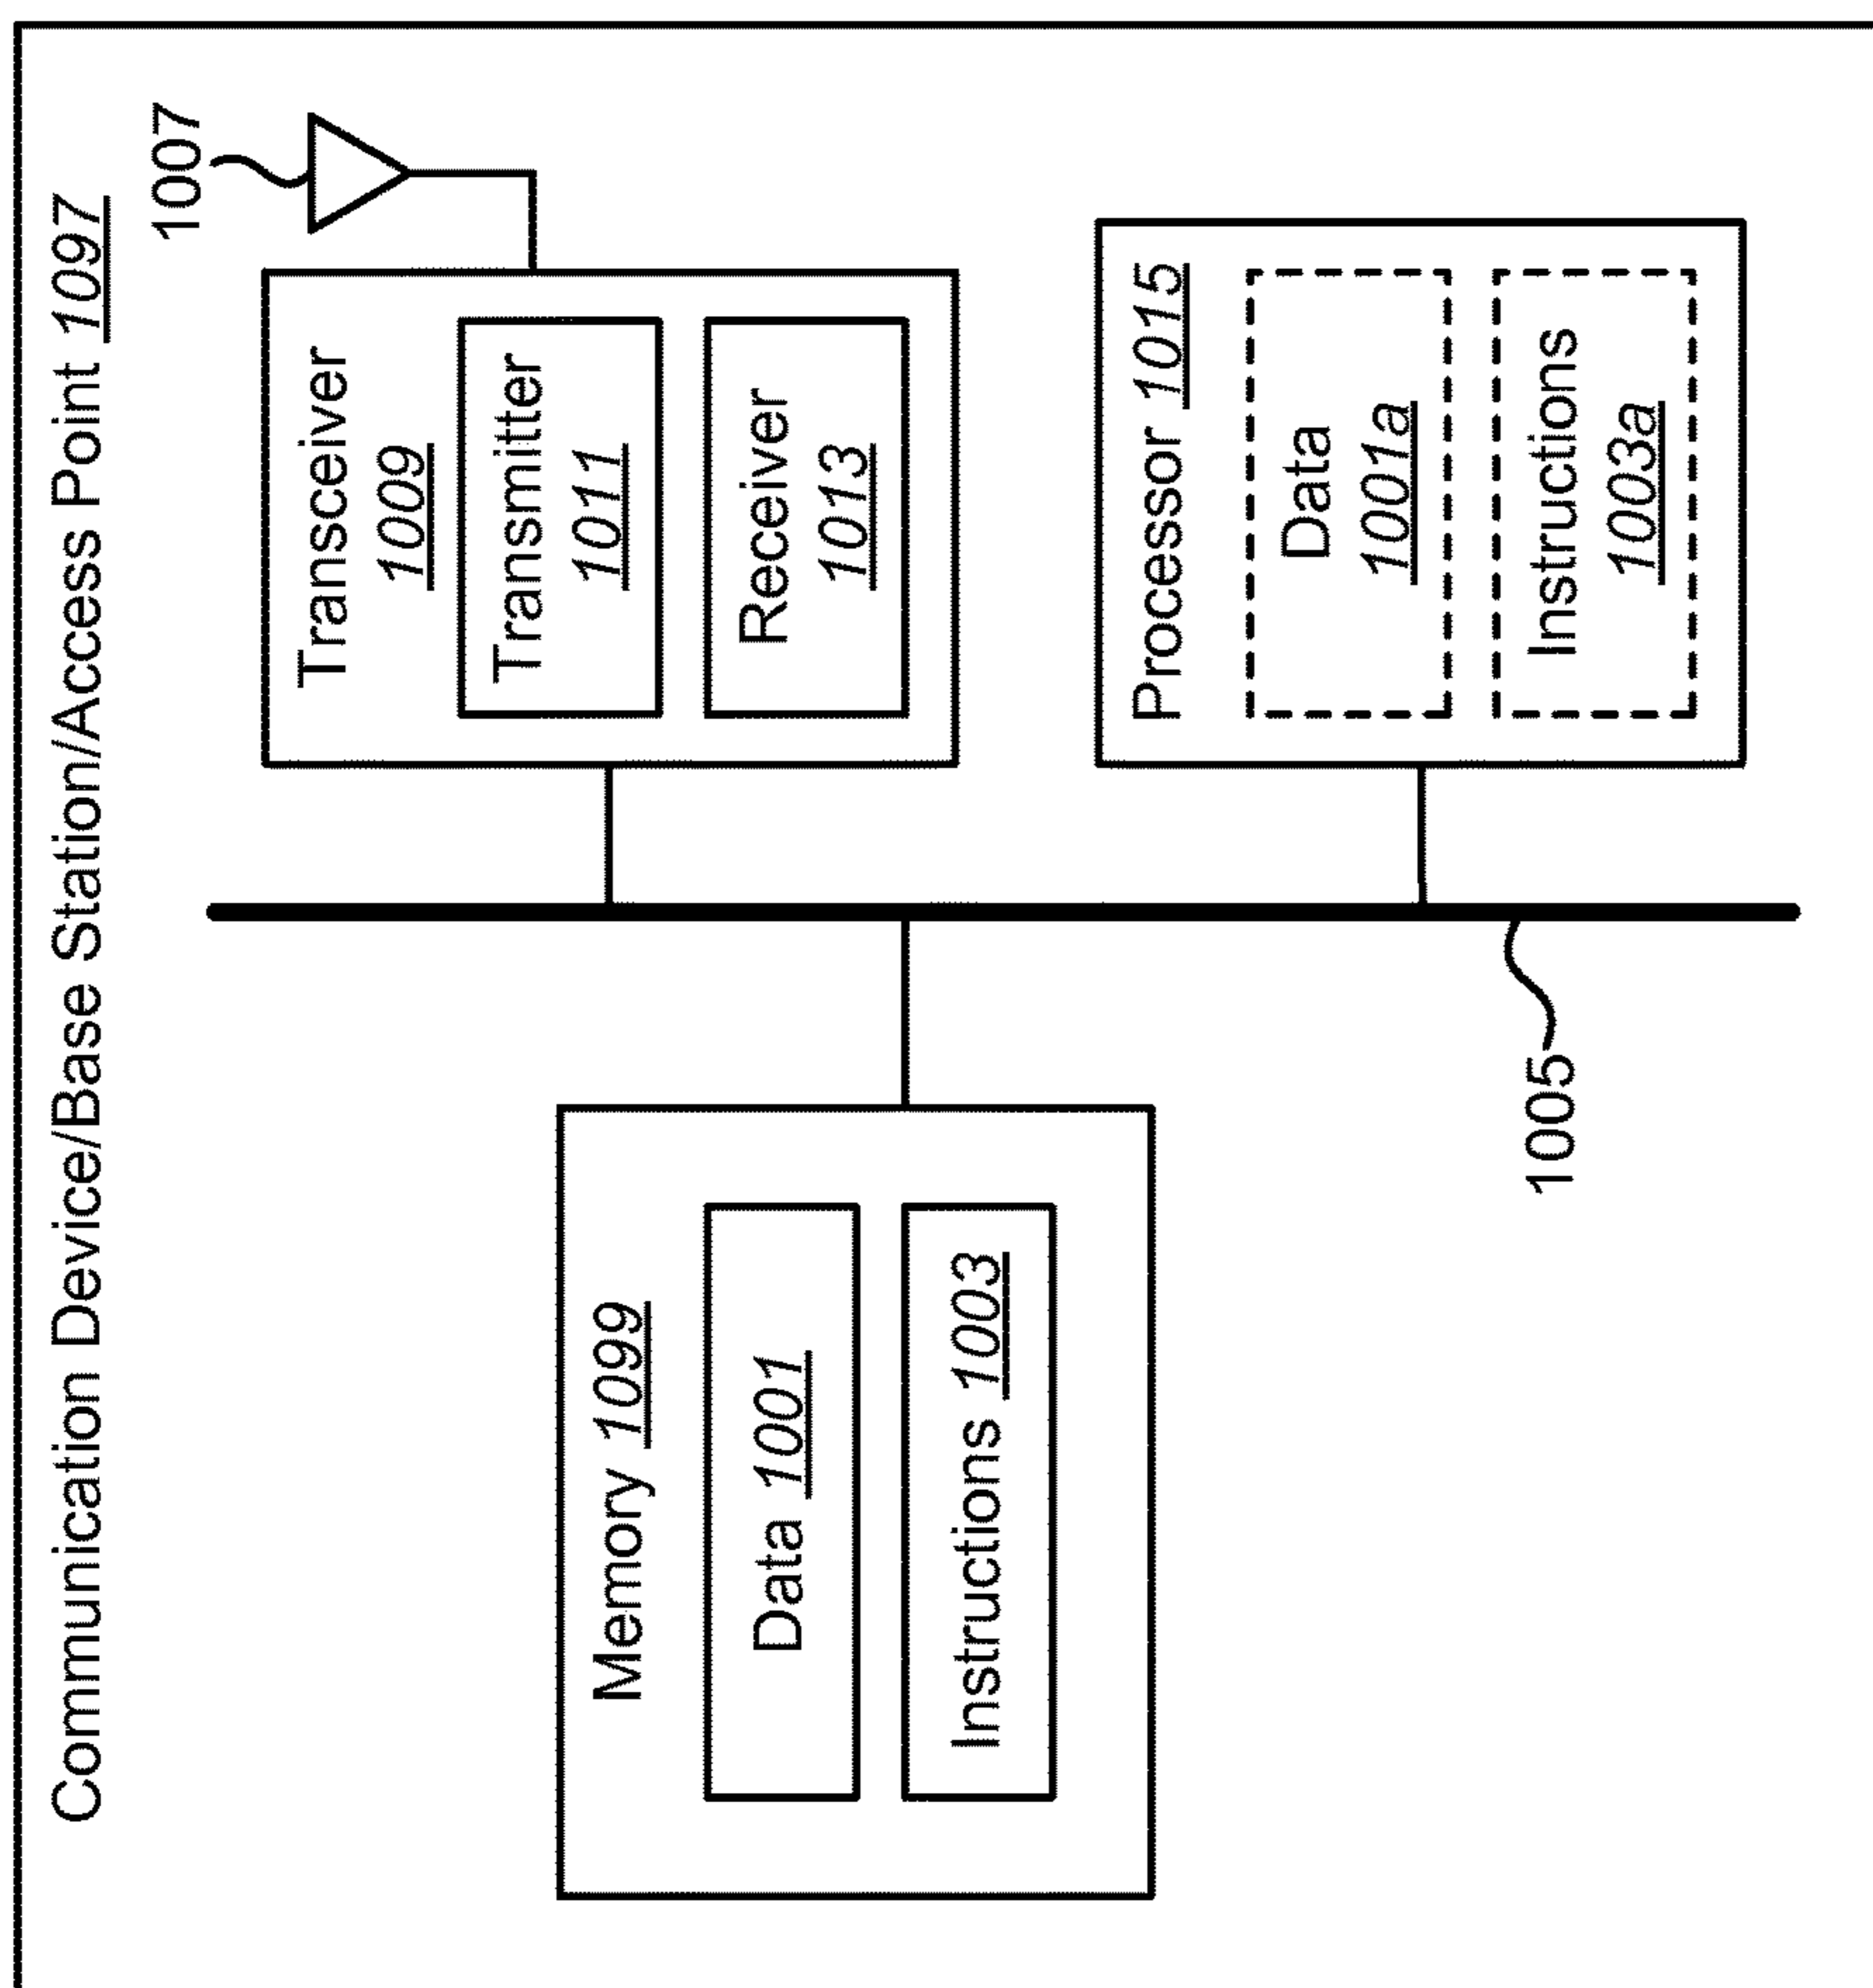 Communication Device/Base Station/Access Point 1097
1007
Memory 1099
Data 1001
Instructions 1003
1005
Transceiver
1009
Transmitter
1011
Receiver
1013
Processor 1015
Data
1001a
Instructions
1003a